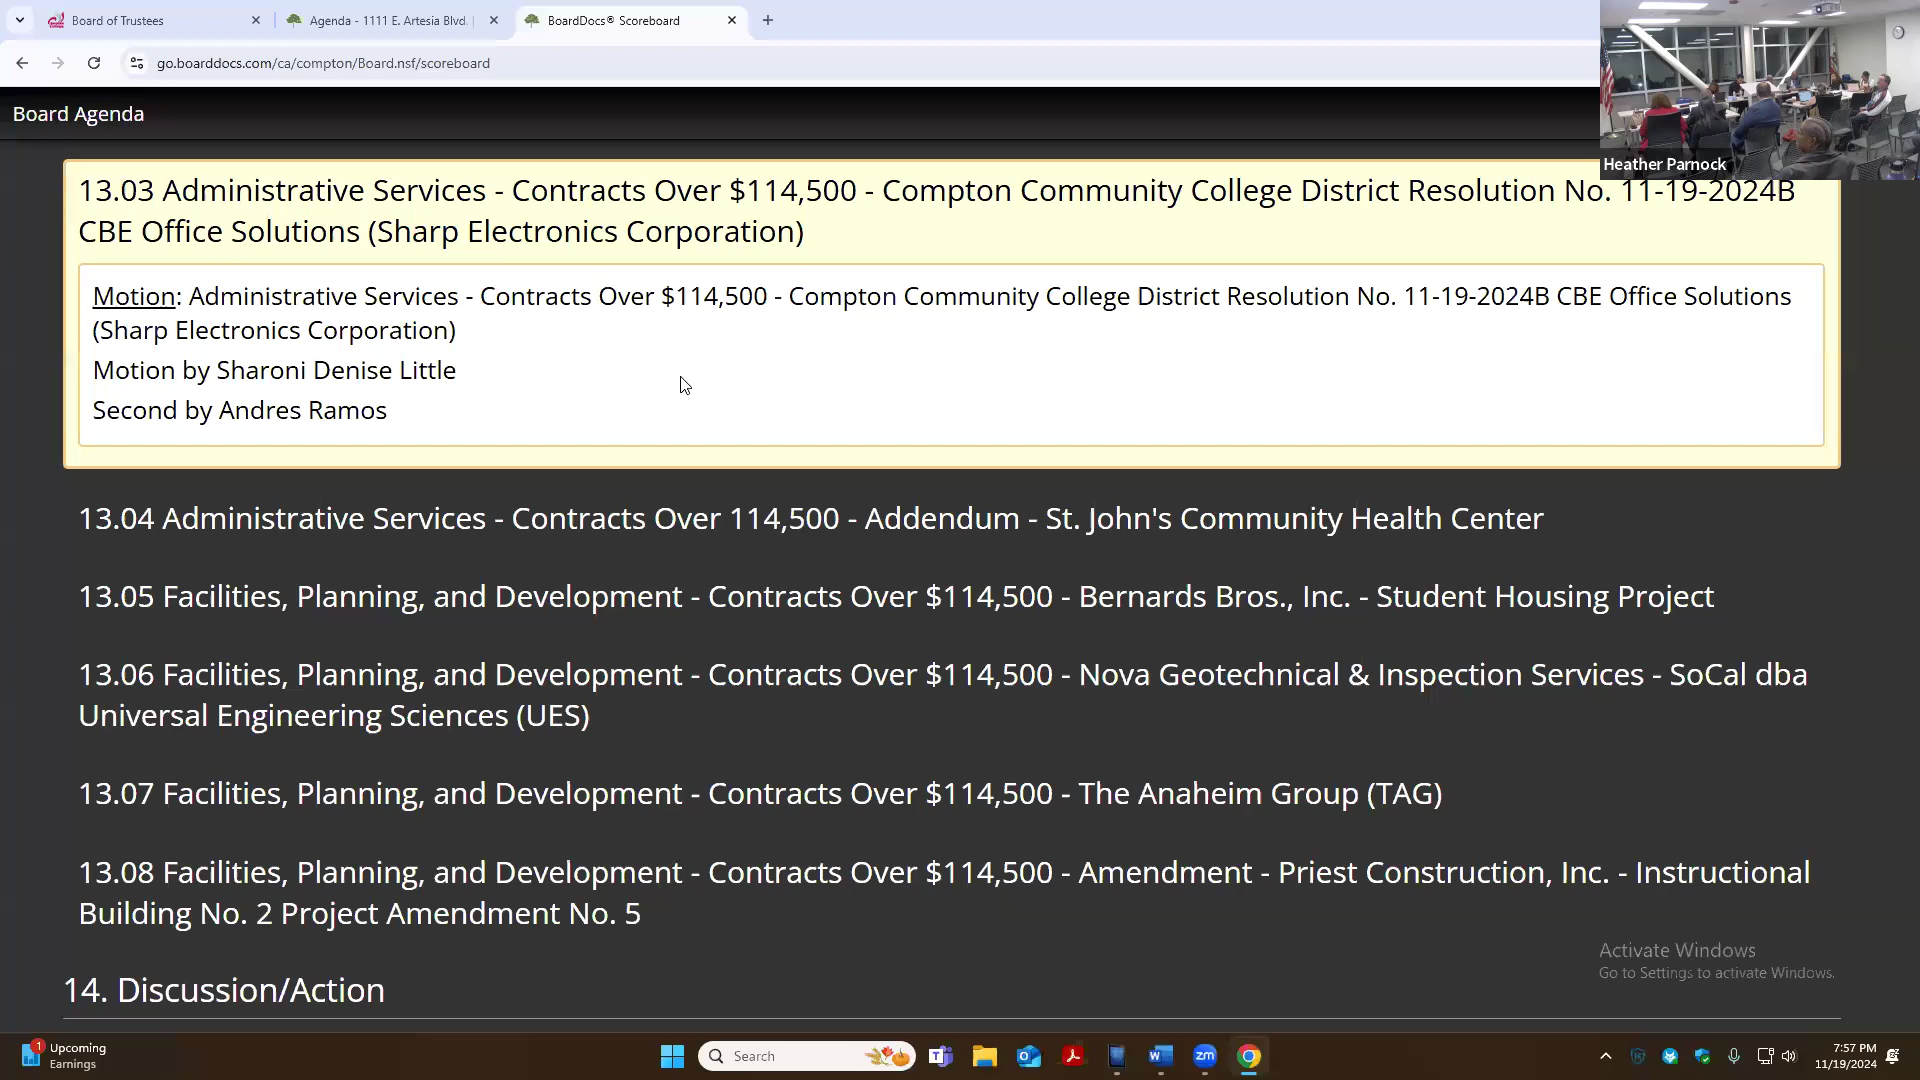 Board of Trustees
Agenda - 1111 E. Artesia Blvd.
BoardDocs® Scoreboard
go.boarddocs.com/ca/compton/Board.nsf/scoreboard
Board Agenda
Heather Parnock
13.03 Administrative Services - Contracts Over $114,500 - Compton Community College District Resolution No. 11-19-2024B
CBE Office Solutions (Sharp Electronics Corporation)
Motion: Administrative Services - Contracts Over $114,500 - Compton Community College District Resolution No. 11-19-2024B CBE Office Solutions
(Sharp Electronics Corporation)
Motion by Sharoni Denise Little
Second by Andres Ramos
13.04 Administrative Services - Contracts Over 114,500 - Addendum - St. John's Community Health Center
13.05 Facilities, Planning, and Development - Contracts Over $114,500 - Bernards Bros., Inc. - Student Housing Project
13.06 Facilities, Planning, and Development - Contracts Over $114,500 - Nova Geotechnical & Inspection Services - SoCal dba
Universal Engineering Sciences (UES)
13.07 Facilities, Planning, and Development - Contracts Over $114,500 - The Anaheim Group (TAG)
13.08 Facilities, Planning, and Development - Contracts Over $114,500 - Amendment - Priest Construction, Inc. - Instructional
Building No. 2 Project Amendment No. 5
Activate Windows
Go to Settings to activate Windows.
14. Discussion/Action
1
Upcoming
Earnings
Search
zm
7:57 PM
11/19/2024